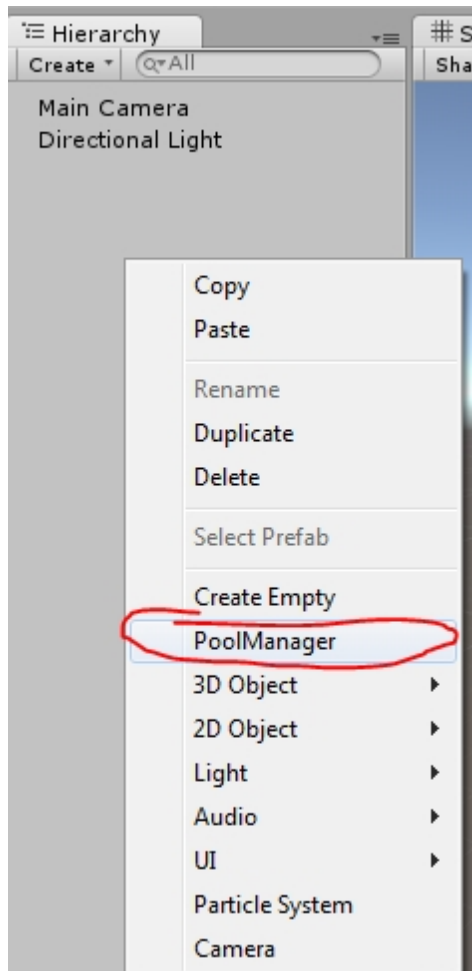 Hierarchy
# S
Create
All
Sha
Main Camera
Directional Light
Copy
Paste
Rename
Duplicate
Delete
Select Prefab
Create Empty
PoolManager
3D Object
2D Object
Light
Audio
UI
Particle System
Camera